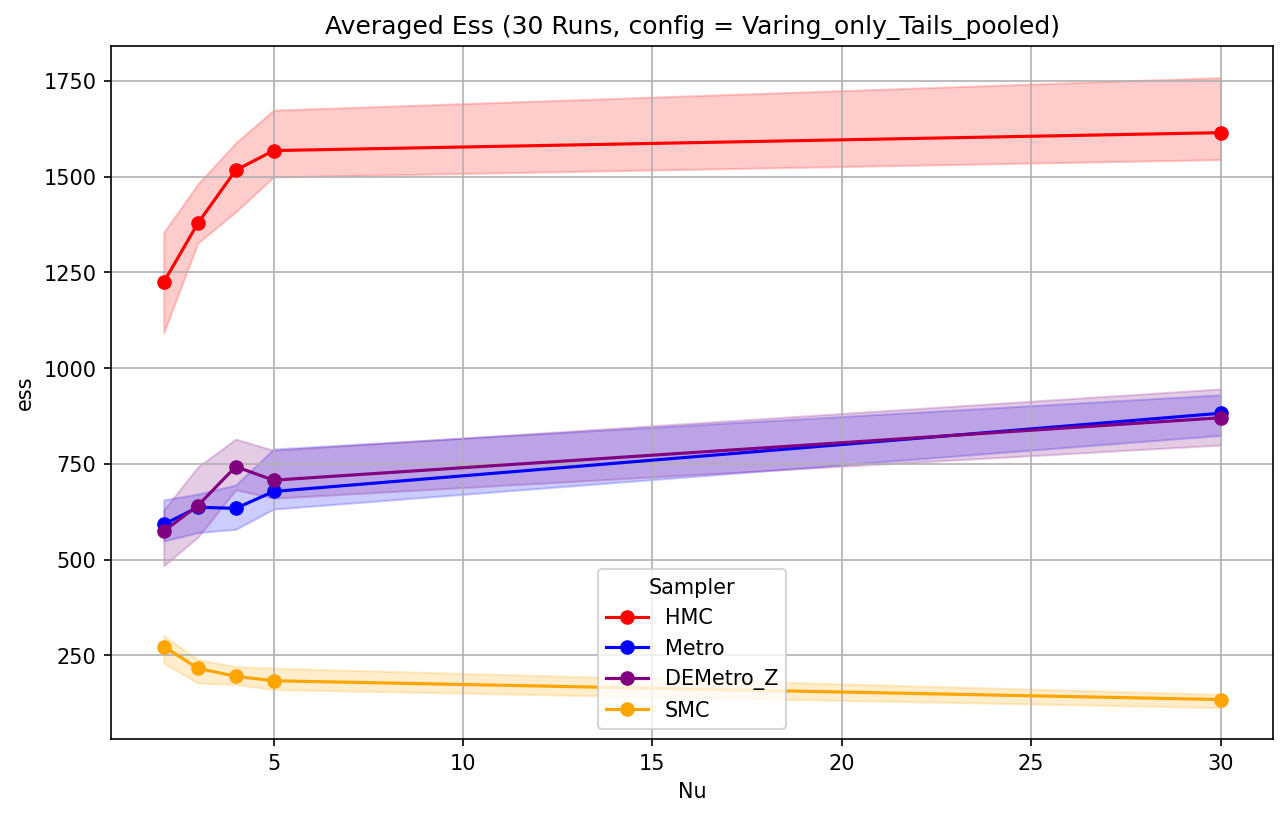 Averaged Ess (30 Runs, config = Varing_only_Tails_pooled)
1750
1500
1250
1000
750
500
250
ess
Sampler
HMC
Metro
DEMetro_Z
SMC
5
10
15
20
25
30
Nu